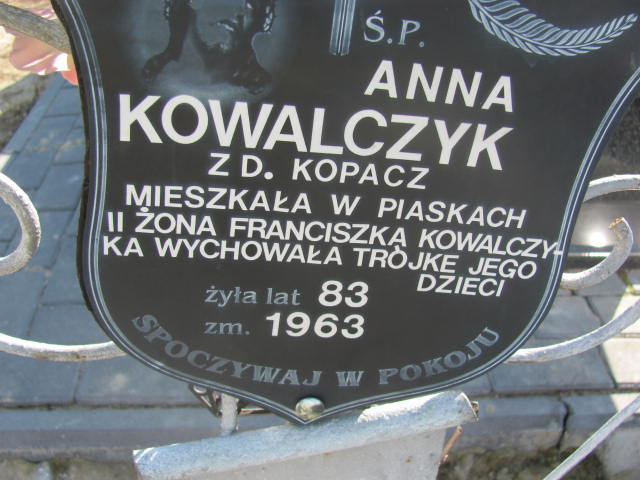 Ś.P.
ANNA
KOWALCZYK
Z D. KOPACZ
MIESZKAŁA W PIASKACH
II ŻONA FRANCISZKA KOWALCZY-
KA WYCHOWAŁA TRÓJKE JEGO
DZIECI
żyła lat 83
zm. 1963
SPOCZYWAJ W POKOJU